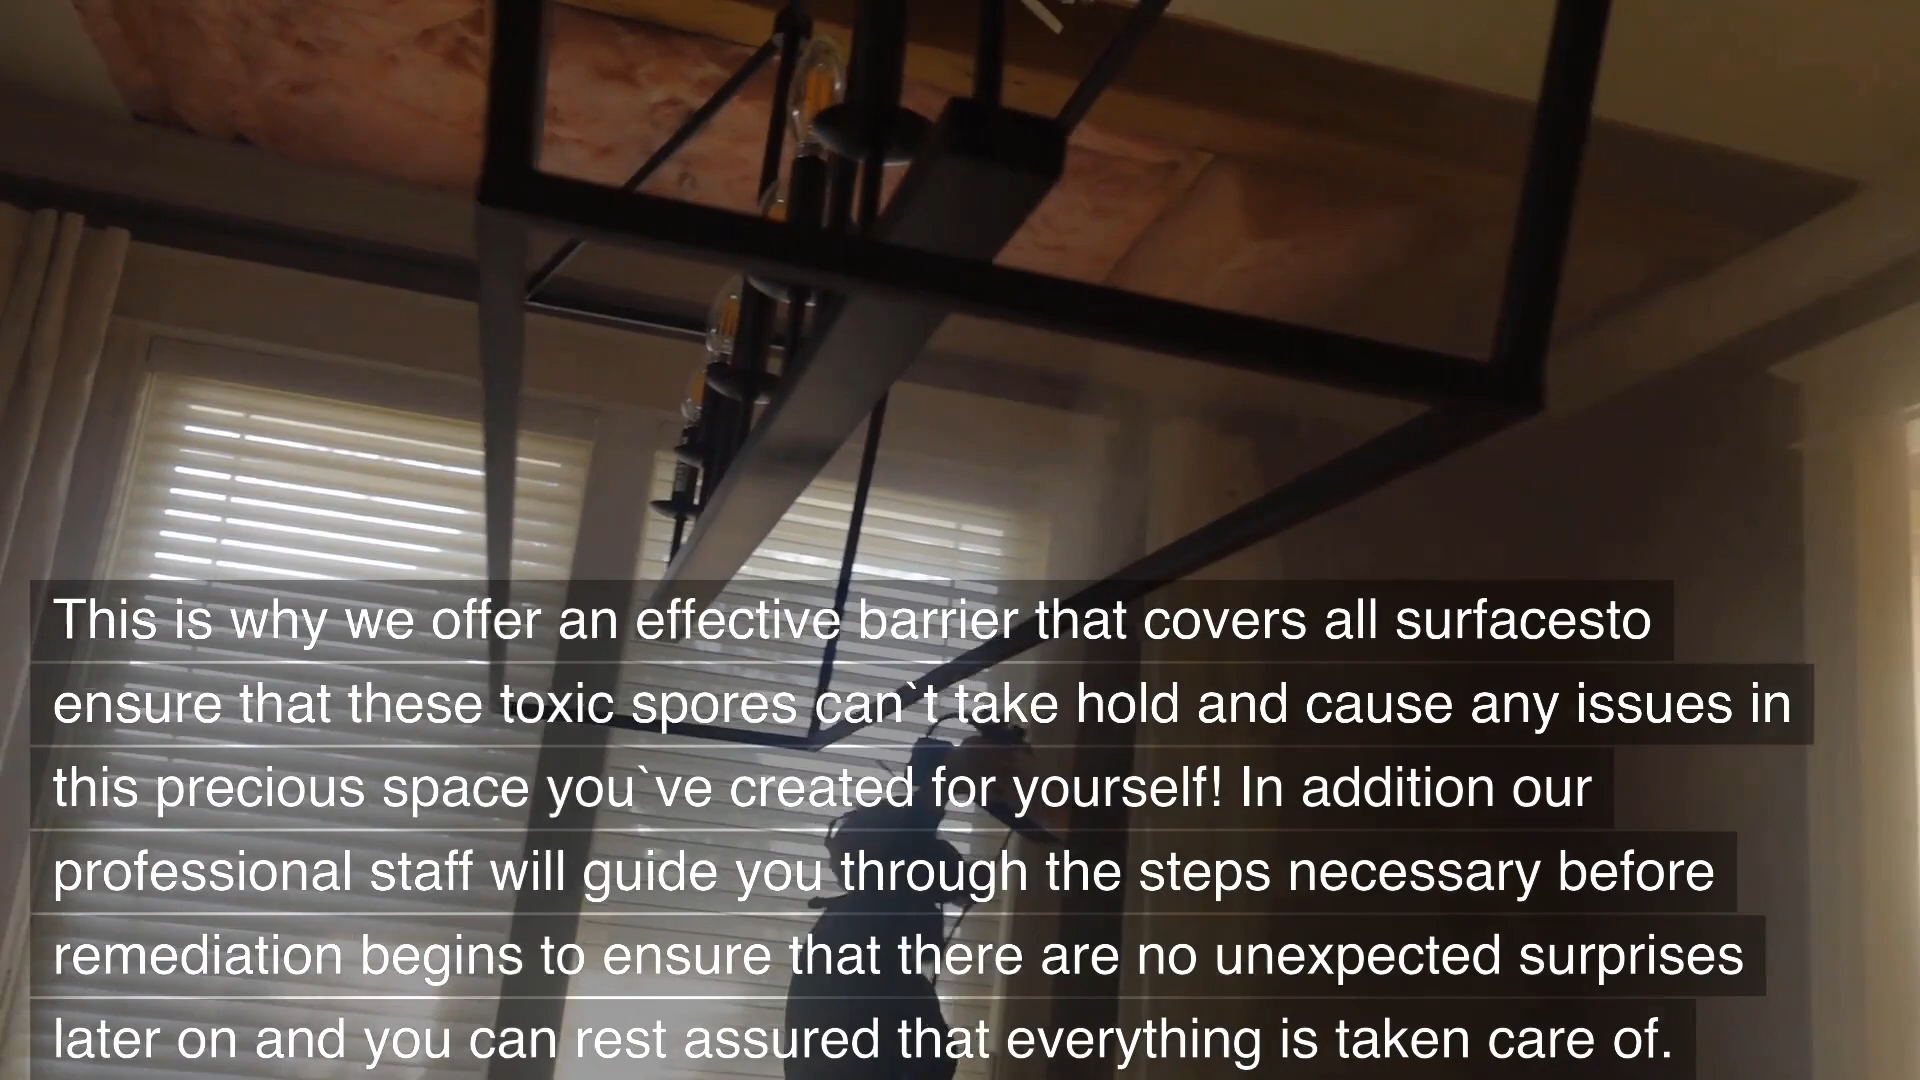 This is why we offer an effective barrier that covers all surfacesto
ensure that these toxic spores can`t take hold and cause any issues in
this precious space you`ve created for yourself! In addition our
professional staff will guide you through the steps necessary before
remediation begins to ensure that there are no unexpected surprises
later on and you can rest assured that everything is taken care of.